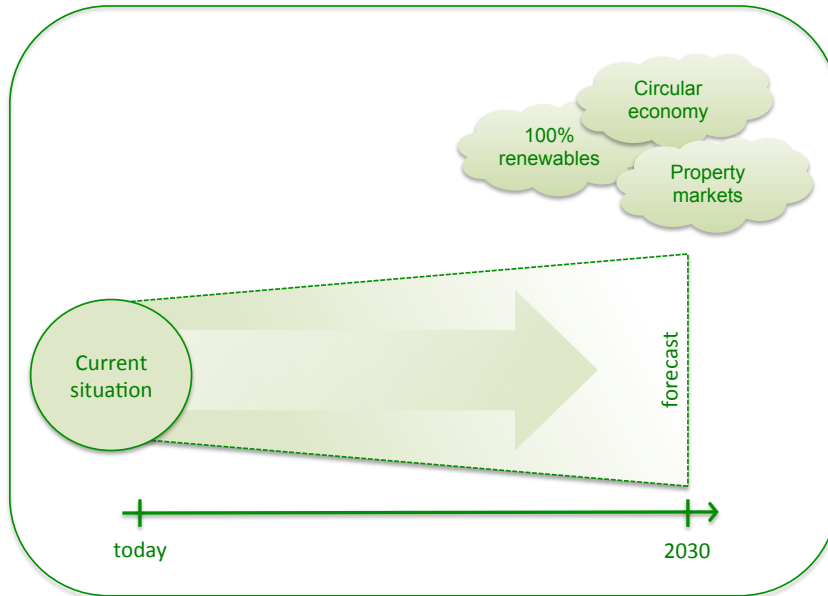 Circular
economy
100%
renewables
Property
markets
Current
situation
forecast
today
2030